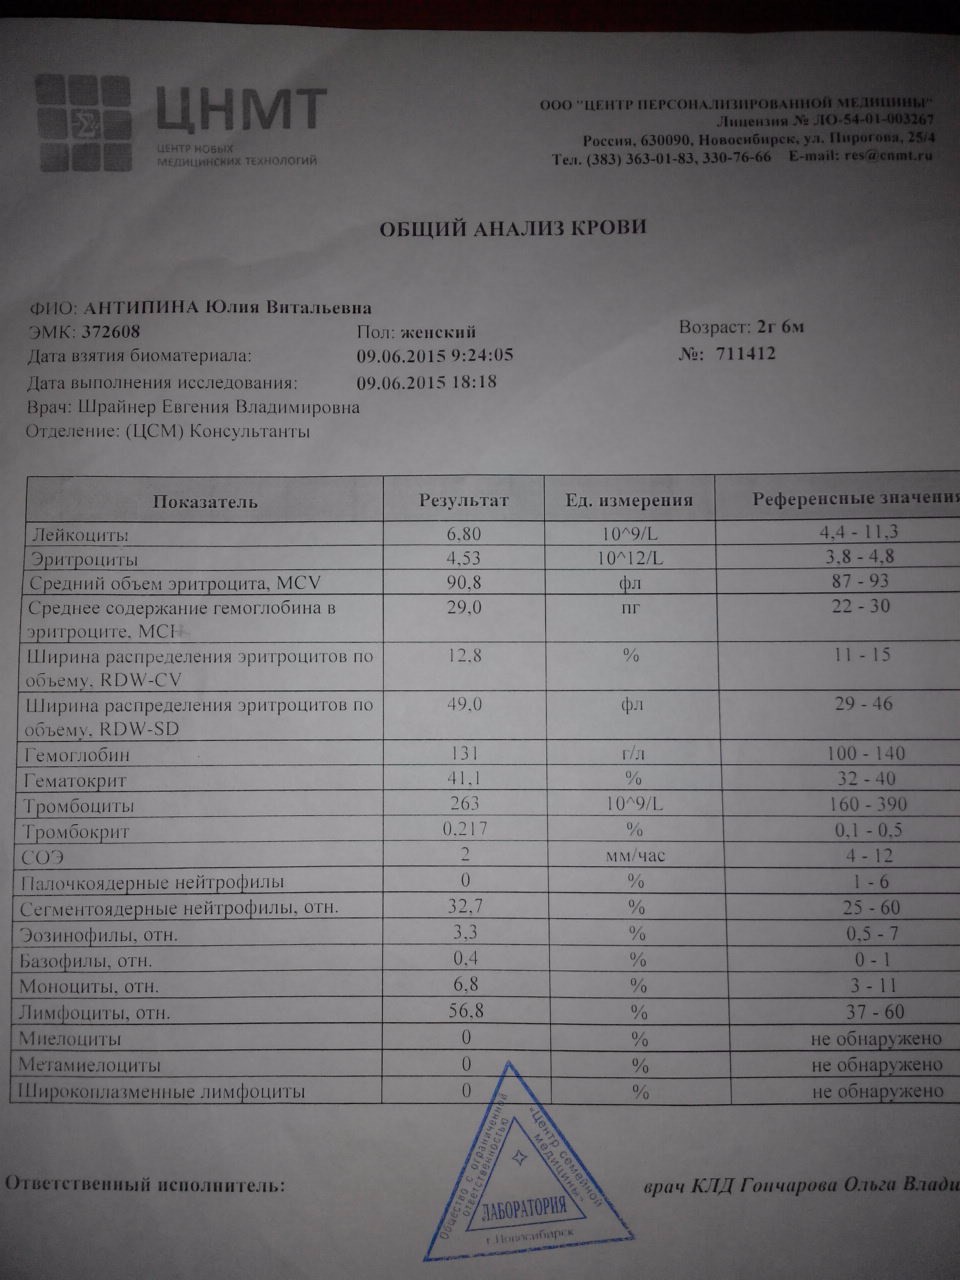 ЦНМТ
ЦЕНТР НОВЫХ
МЕДИЦИНСКИХ ТЕХНОЛОГИЙ
ООО "ЦЕНТР ПЕРСОНАЛИЗИРОВАННОЙ МЕДИЦИНЫ"
Лицензия № ЛО-54-01-003267
Россия, 630090, Новосибирск, ул. Пирогова, 25/4
Тел. (383) 363-01-83, 330-76-66 E-mail: res@cnmt.ru
ОБЩИЙ АНАЛИЗ КРОВИ
ФИО: АНТИПИНА Юлия Витальевна
ЭМК: 372608 Пол: женский Возраст: 2г 6м
Дата взятия биоматериала: 09.06.2015 9:24:05 №: 711412
Дата выполнения исследования: 09.06.2015 18:18
Врач: Шрайнер Евгения Владимировна
Отделение: (ЦСМ) Консультанты
Показатель Результат Ед. измерения Референсные значения
Лейкоциты 6,80 10^9/L 4,4 - 11,3
Эритроциты 4,53 10^12/L 3,8 - 4,8
Средний объем эритроцита, MCV 90,8 фл 87 - 93
Среднее содержание гемоглобина в 29,0 пг 22 - 30
эритроците, MCH
Ширина распределения эритроцитов по 12,8 % 11 - 15
объему, RDW-CV
Ширина распределения эритроцитов по 49,0 фл 29 - 46
объему, RDW-SD
Гемоглобин 131 г/л 100 - 140
Гематокрит 41,1 % 32 - 40
Тромбоциты 263 10^9/L 160 - 390
Тромбокрит 0,217 % 0,1 - 0,5
СОЭ 2 мм/час 4 - 12
Палочкоядерные нейтрофилы 0 % 1 - 6
Сегментоядерные нейтрофилы, отн. 32,7 % 25 - 60
Эозинофилы, отн. 3,3 % 0,5 - 7
Базофилы, отн. 0,4 % 0 - 1
Моноциты, отн. 6,8 % 3 - 11
Лимфоциты, отн. 56,8 % 37 - 60
Миелоциты 0 % не обнаружено
Метамиелоциты 0 % не обнаружено
Широкоплазменные лимфоциты 0 % не обнаружено
Общество с ограниченной
ответственностью
"Центр семейной
медицины"
ЛАБОРАТОРИЯ
г. Новосибирск
Ответственный исполнитель: врач КЛД Гончарова Ольга Влади